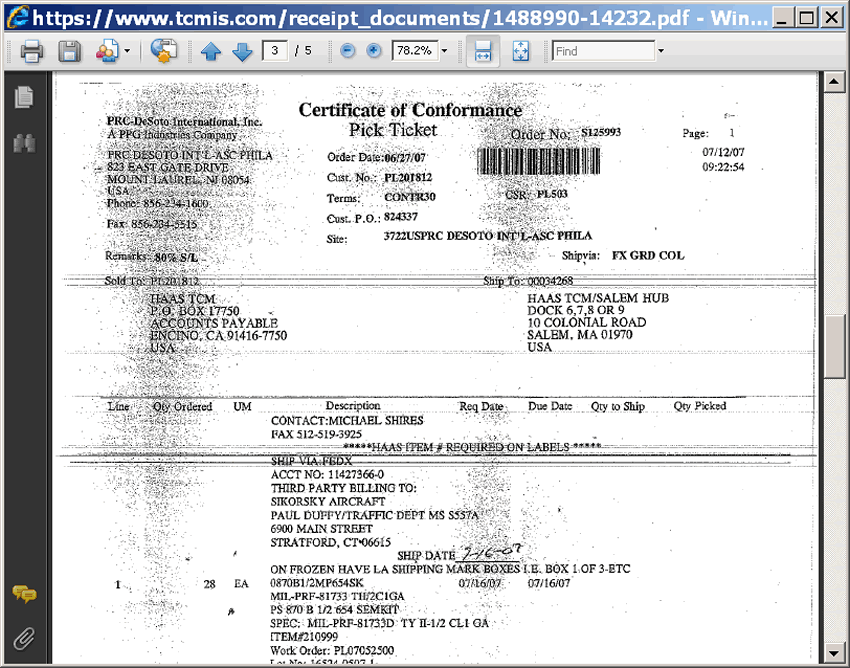 https://www.tcmis.com/receipt_documents/1488990-14232.pdf - Win...
3 / 5 78.2% Find
Certificate of Conformance
Pick Ticket
PRC-DeSoto International, Inc.
A PPG Industries Company
PRC DESOTO INT'L-ASC PHILA
823 EAST GATE DRIVE
MOUNT LAUREL, NJ 08054
USA
Phone: 856-234-1600
Fax: 856-234-5515
Remarks: 80% S/L
Order Date: 06/27/07
Cust. No.: PL201812
Terms: CONTR30
Cust. P.O.: 824337
Site: 3722USPRC DESOTO INT'L-ASC PHILA
Order No: S125993
CSR: PL503
Shipvia: FX GRD COL
Page: 1
07/12/07
09:22:54
Sold To: PL201812
HAAS TCM
P.O. BOX 17750
ACCOUNTS PAYABLE
ENCINO, CA 91416-7750
USA
Ship To: 00034268
HAAS TCM/SALEM HUB
DOCK 6,7,8 OR 9
10 COLONIAL ROAD
SALEM, MA 01970
USA
Line Qty Ordered UM Description Req Date Due Date Qty to Ship Qty Picked
CONTACT:MICHAEL SHIRES
FAX 512-519-3925
*****HAAS ITEM # REQUIRED ON LABELS *****
SHIP VIA FEDX
ACCT NO: 11427366-0
THIRD PARTY BILLING TO:
SIKORSKY AIRCRAFT
PAUL DUFFY/TRAFFIC DEPT MS S557A
6900 MAIN STREET
STRATFORD, CT 06615
SHIP DATE 7-16-07
ON FROZEN HAVE LA SHIPPING MARK BOXES I.E. BOX 1 OF 3-ETC
1 28 EA 0870B1/2MP654SK 07/16/07 07/16/07
MIL-PRF-81733 TII/2C1GA
PS 870 B 1/2 654 SEMKIT
SPEC: MIL-PRF-81733D TY II-1/2 CL1 GA
ITEM#210999
Work Order: PL07052500
Lot No: 16524-0507-1